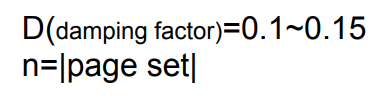 D(damping factor)=0.1~0.15
n=|page set|